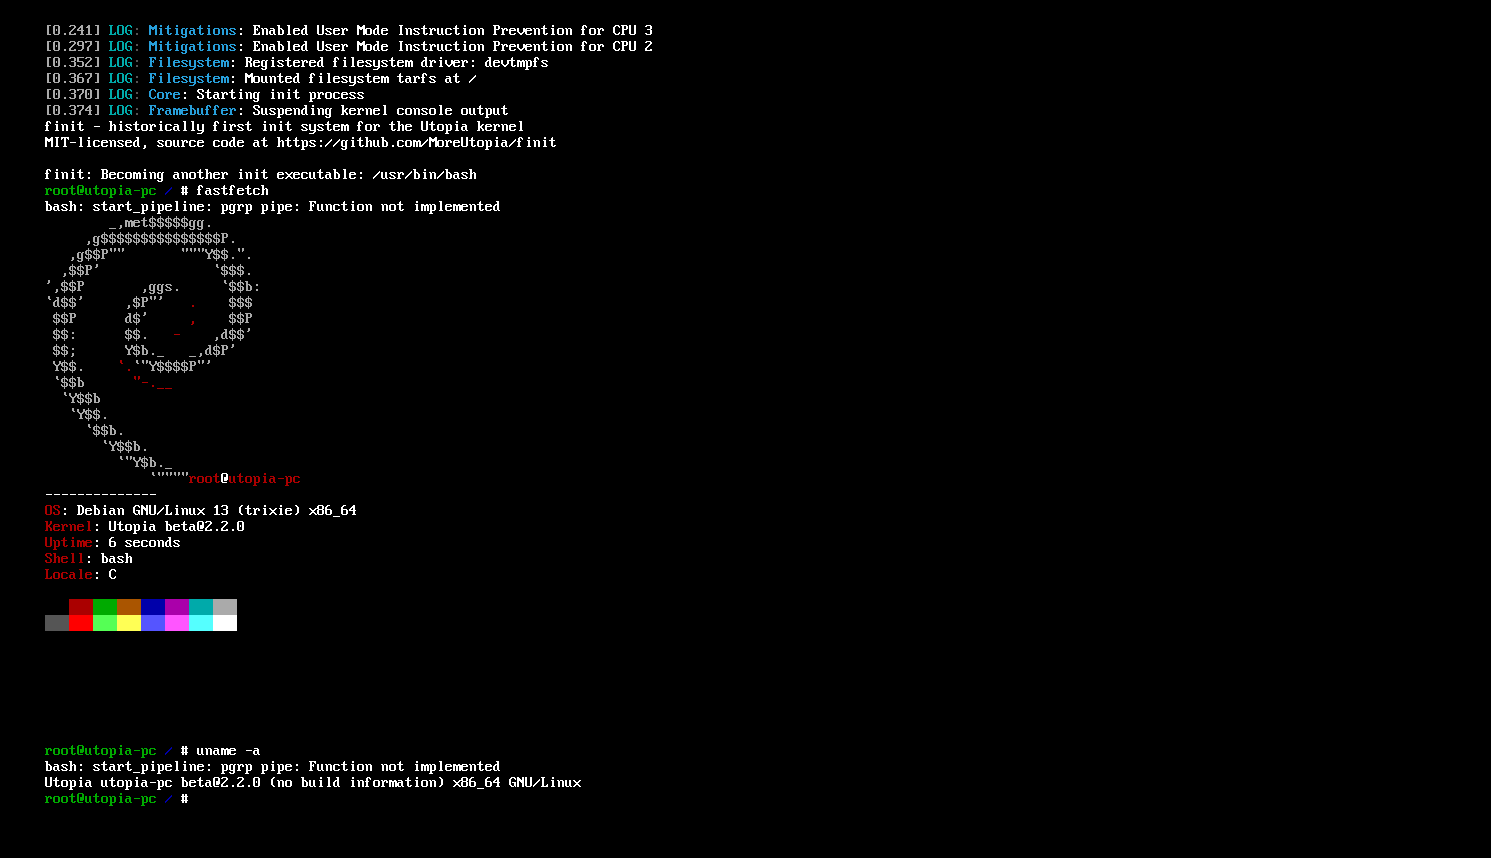 [0.241] LOG: Mitigations: Enabled User Mode Instruction Prevention for CPU 3
[0.297] LOG: Mitigations: Enabled User Mode Instruction Prevention for CPU 2
[0.352] LOG: Filesystem: Registered filesystem driver: devtmpfs
[0.367] LOG: Filesystem: Mounted filesystem tarfs at /
[0.370] LOG: Core: Starting init process
[0.374] LOG: Framebuffer: Suspending kernel console output
finit - historically first init system for the Utopia kernel
MIT-licensed, source code at https://github.com/MoreUtopia/finit

finit: Becoming another init executable: /usr/bin/bash
root@utopia-pc / # fastfetch
bash: start_pipeline: pgrp pipe: Function not implemented
        _,met$$$$$gg.
     ,g$$$$$$$$$$$$$$$P.
   ,g$$P""       """Y$$.".
  ,$$P'              `$$$.
',$$P       ,ggs.     `$$b:
`d$$'     ,$P"'   .    $$$
 $$P      d$'     ,    $$P
 $$:      $$.   -    ,d$$'
 $$;      Y$b._   _,d$P'
 Y$$.    `.`"Y$$$$P"'
 `$$b      "-.__
  `Y$$b
   `Y$$.
     `$$b.
       `Y$$b.
         `"Y$b._
             `""""root@utopia-pc
--------------
OS: Debian GNU/Linux 13 (trixie) x86_64
Kernel: Utopia beta@2.2.0
Uptime: 6 seconds
Shell: bash
Locale: C
root@utopia-pc / # uname -a
bash: start_pipeline: pgrp pipe: Function not implemented
Utopia utopia-pc beta@2.2.0 (no build information) x86_64 GNU/Linux
root@utopia-pc / #